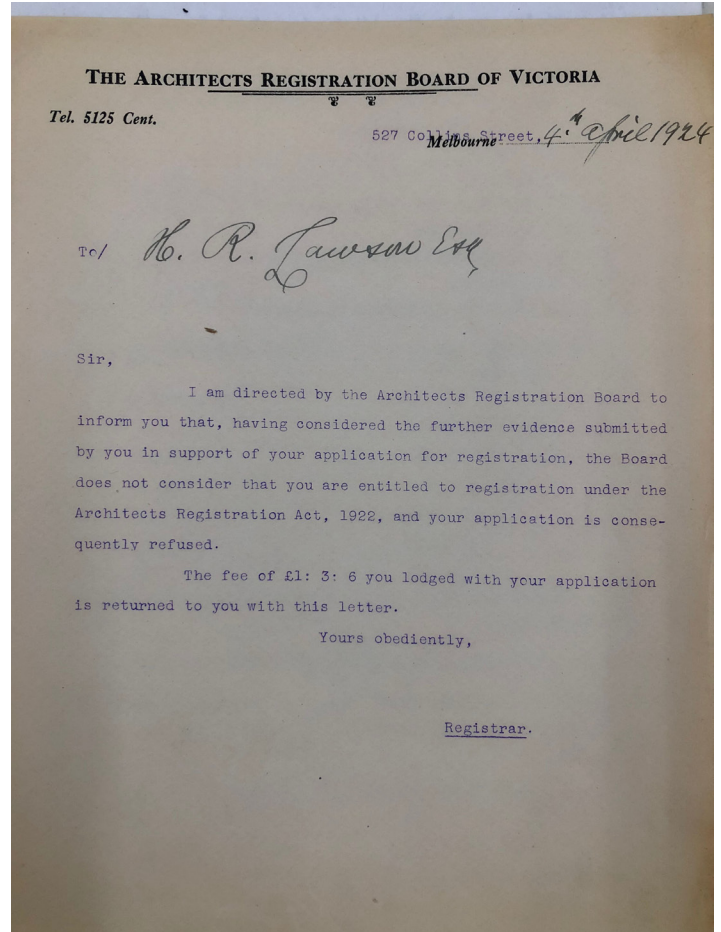 THE ARCHITECTS REGISTRATION BOARD OF VICTORIA
Tel. 5125 Cent.
527 Collins Street, 4th April 1924
Melbourne
To/ H. R. Lawson Esq
Sir,
I am directed by the Architects Registration Board to
inform you that, having considered the further evidence submitted
by you in support of your application for registration, the Board
does not consider that you are entitled to registration under the
Architects Registration Act, 1922, and your application is conse-
quently refused.
The fee of £1: 3: 6 you lodged with your application
is returned to you with this letter.
Yours obediently,
Registrar.